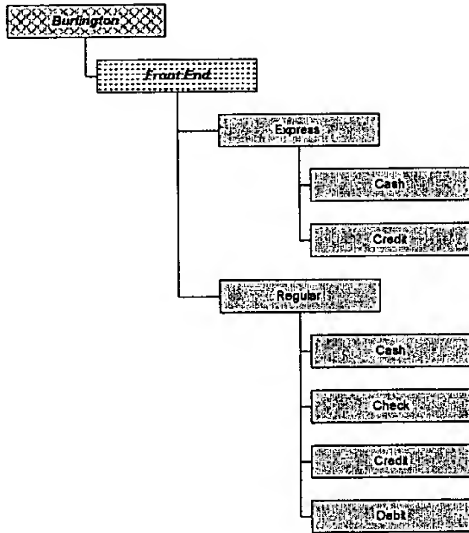 Burlington
Front End
Express
Cash
Credit
Regular
Cash
Check
Credit
Debit